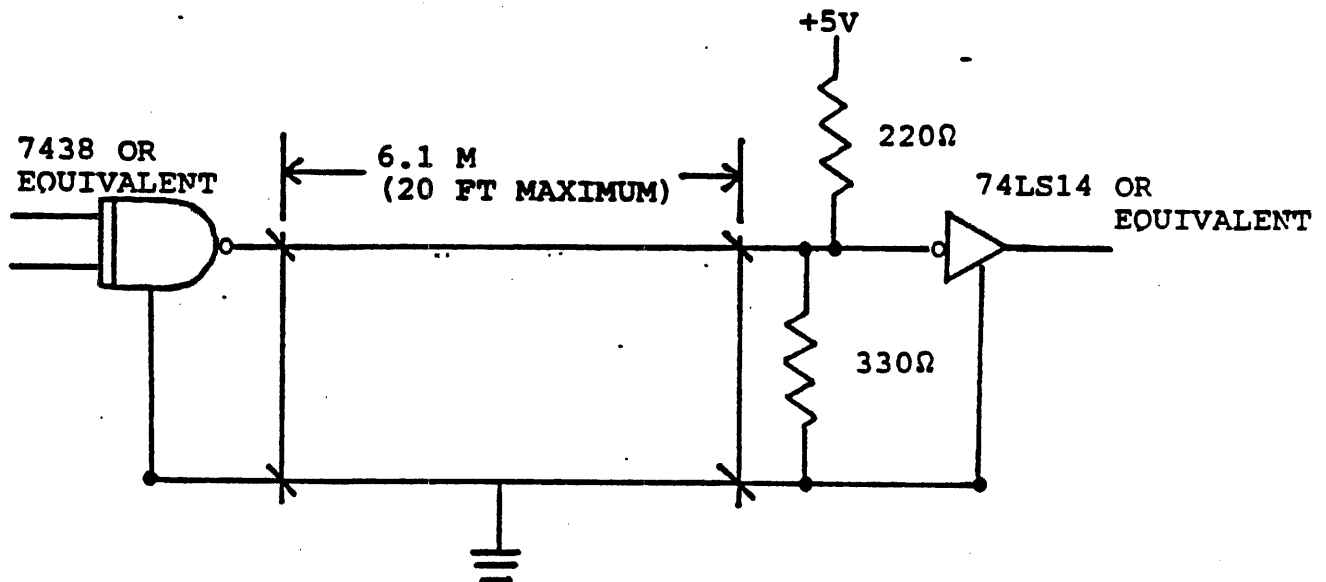 +5V
220Ω
7438 OR
EQUIVALENT
6.1 M
(20 FT MAXIMUM)
74LS14 OR
EQUIVALENT
330Ω